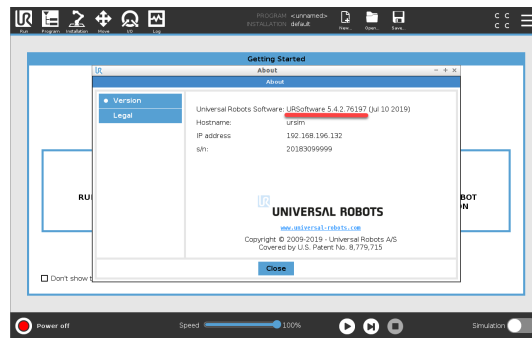 UR
PROGRAM <unnamed>
INSTALLATION default
Run Program Installation Move I/O Log New... Open... Save...
C C
C C
Getting Started
About
About
Version
Legal
Universal Robots Software: URSoftware 5.4.2.76197 (Jul 10 2019)
Hostname: ursim
IP address 192.168.196.132
s/n: 20183099999
UNIVERSAL ROBOTS
www.universal-robots.com
Copyright © 2009-2019 - Universal Robots A/S
Covered by U.S. Patent No. 8,779,715
Close
RU
BOT
N
Don't show t
Power off Speed 100% Simulation